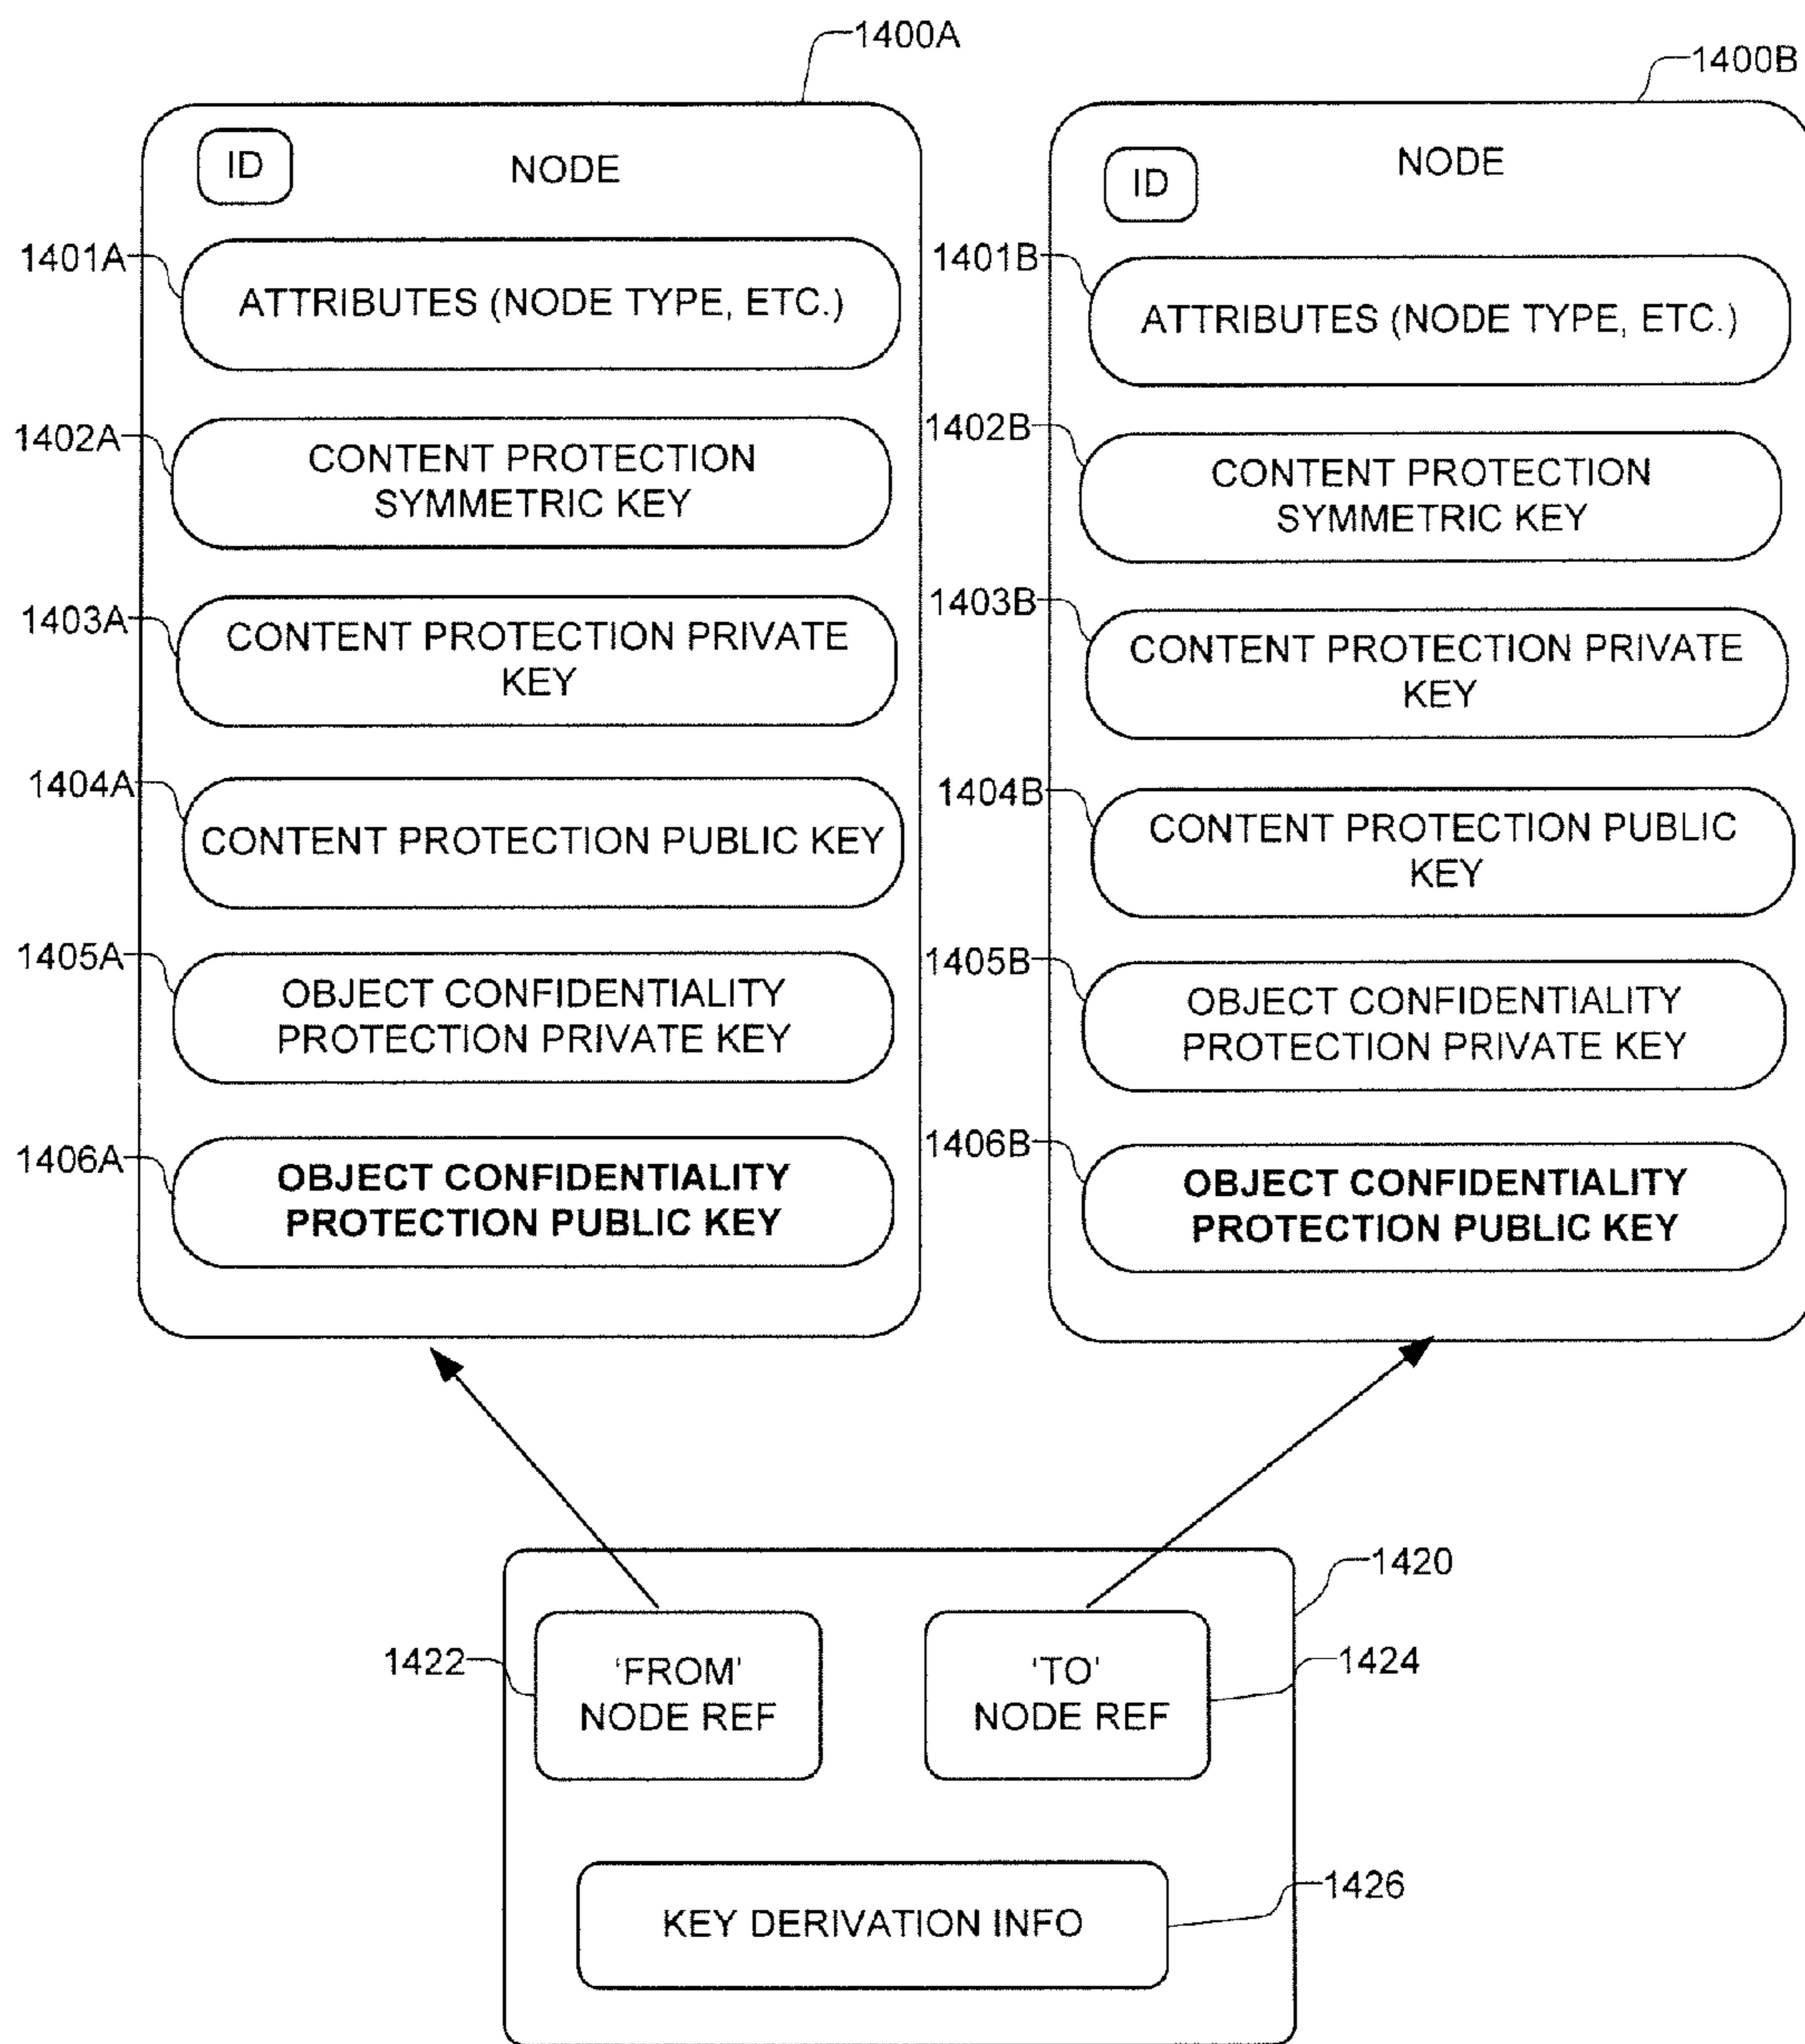 1400A
1400B
ID
NODE
ID
NODE
1401A
ATTRIBUTES (NODE TYPE, ETC.)
1401B
ATTRIBUTES (NODE TYPE, ETC.)
1402A
CONTENT PROTECTION
SYMMETRIC KEY
1402B
CONTENT PROTECTION
SYMMETRIC KEY
1403A
CONTENT PROTECTION PRIVATE
KEY
1403B
CONTENT PROTECTION PRIVATE
KEY
1404A
CONTENT PROTECTION PUBLIC KEY
1404B
CONTENT PROTECTION PUBLIC
KEY
1405A
OBJECT CONFIDENTIALITY
PROTECTION PRIVATE KEY
1405B
OBJECT CONFIDENTIALITY
PROTECTION PRIVATE KEY
1406A
OBJECT CONFIDENTIALITY
PROTECTION PUBLIC KEY
1406B
OBJECT CONFIDENTIALITY
PROTECTION PUBLIC KEY
1420
1422
'FROM'
NODE REF
'TO'
NODE REF
1424
KEY DERIVATION INFO
1426